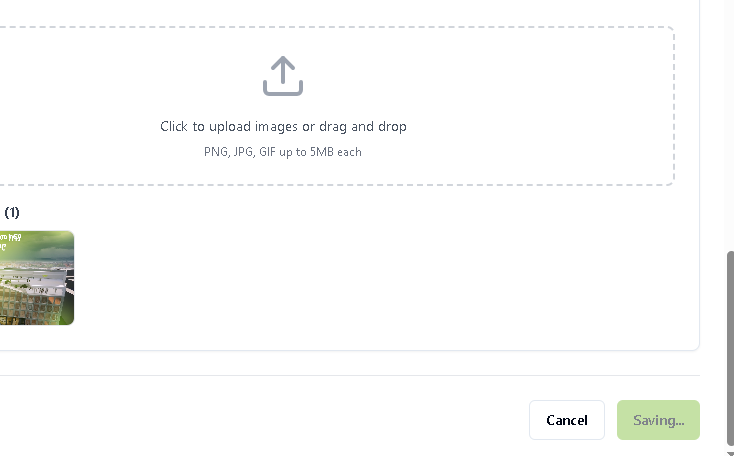 Click to upload images or drag and drop
PNG, JPG, GIF up to 5MB each
(1)
Cancel
Saving...